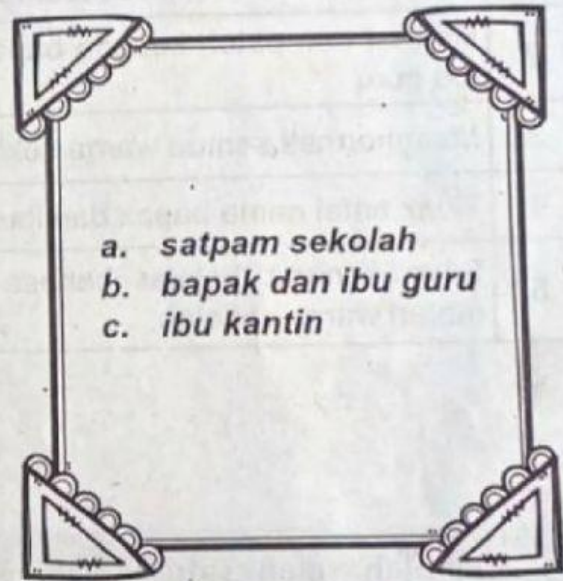 a. satpam sekolah
b. bapak dan ibu guru
c. ibu kantin